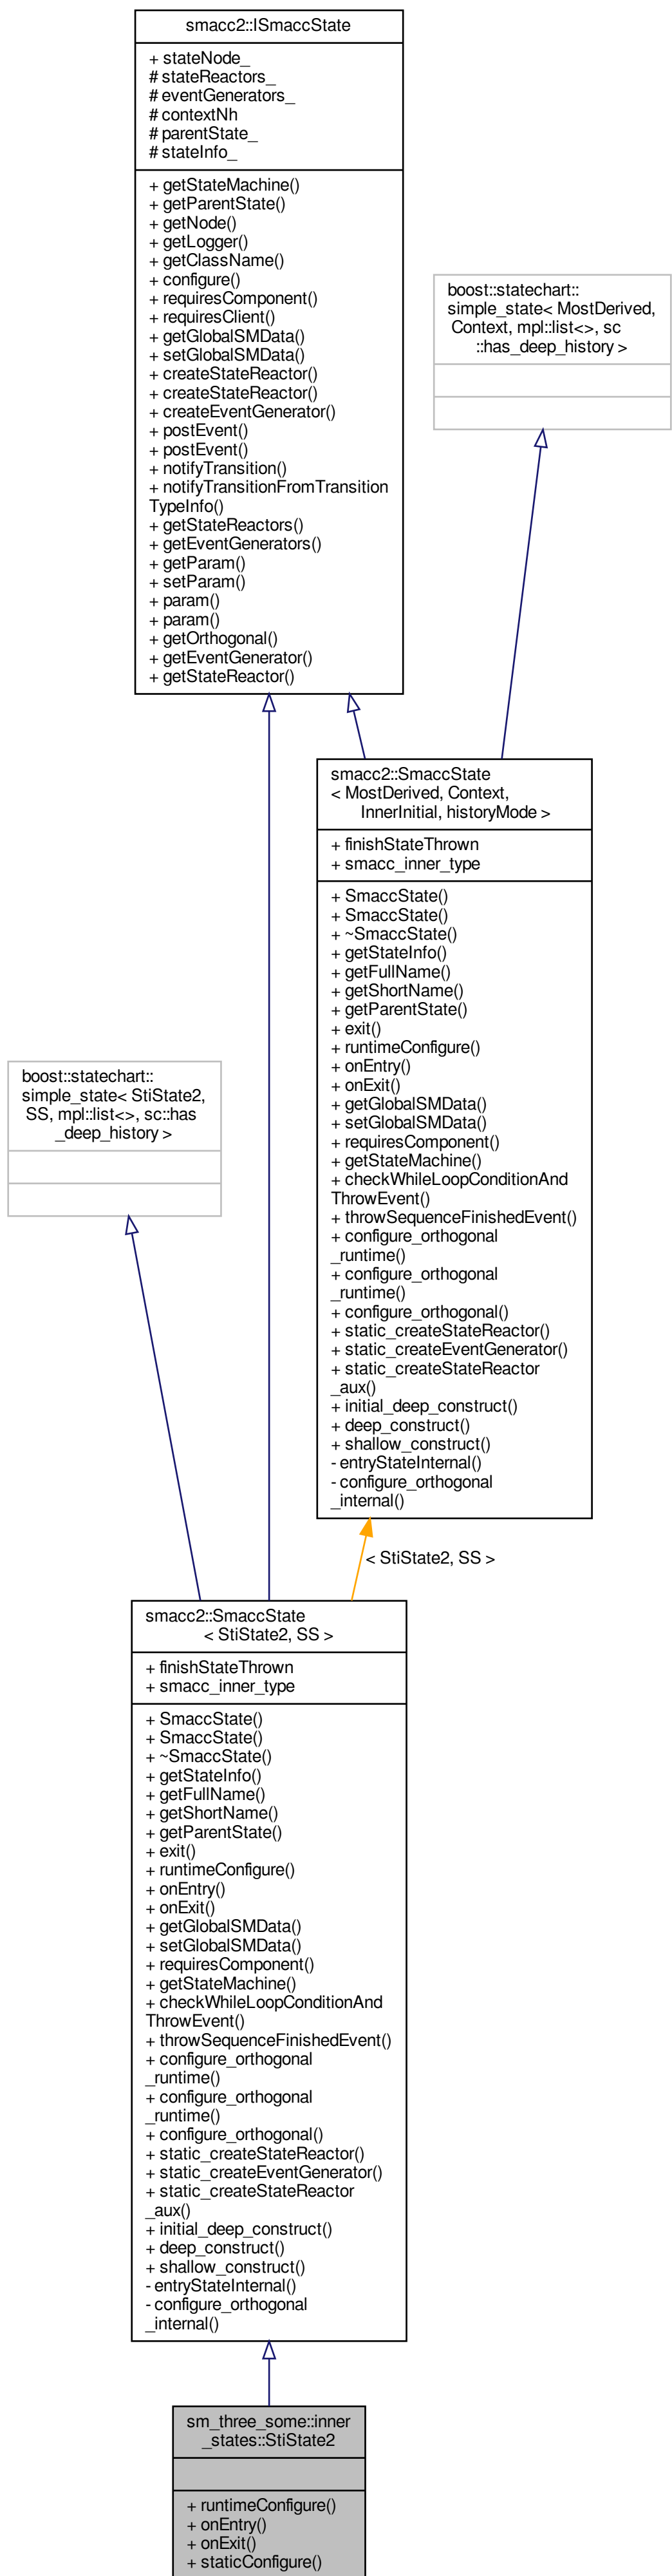 smacc2::ISmaccState
+ stateNode_
# stateReactors_
# eventGenerators_
# contextNh
# parentState_
# stateInfo_
+ getStateMachine()
+ getParentState()
+ getNode()
+ getLogger()
+ getClassName()
+ configure()
+ requiresComponent()
+ requiresClient()
+ getGlobalSMData()
+ setGlobalSMData()
+ createStateReactor()
+ createStateReactor()
+ createEventGenerator()
+ postEvent()
+ postEvent()
+ notifyTransition()
+ notifyTransitionFromTransition
TypeInfo()
+ getStateReactors()
+ getEventGenerators()
+ getParam()
+ setParam()
+ param()
+ param()
+ getOrthogonal()
+ getEventGenerator()
+ getStateReactor()
boost::statechart::
simple_state< MostDerived,
Context, mpl::list<>, sc
::has_deep_history >
smacc2::SmaccState
< MostDerived, Context,
InnerInitial, historyMode >
+ finishStateThrown
+ smacc_inner_type
+ SmaccState()
+ SmaccState()
+ ~SmaccState()
+ getStateInfo()
+ getFullName()
+ getShortName()
+ getParentState()
+ exit()
+ runtimeConfigure()
+ onEntry()
+ onExit()
+ getGlobalSMData()
+ setGlobalSMData()
+ requiresComponent()
+ getStateMachine()
+ checkWhileLoopConditionAnd
ThrowEvent()
+ throwSequenceFinishedEvent()
+ configure_orthogonal
_runtime()
+ configure_orthogonal
_runtime()
+ configure_orthogonal()
+ static_createStateReactor()
+ static_createEventGenerator()
+ static_createStateReactor
_aux()
+ initial_deep_construct()
+ deep_construct()
+ shallow_construct()
- entryStateInternal()
- configure_orthogonal
_internal()
boost::statechart::
simple_state< StiState2,
SS, mpl::list<>, sc::has
_deep_history >
< StiState2, SS >
smacc2::SmaccState
< StiState2, SS >
+ finishStateThrown
+ smacc_inner_type
+ SmaccState()
+ SmaccState()
+ ~SmaccState()
+ getStateInfo()
+ getFullName()
+ getShortName()
+ getParentState()
+ exit()
+ runtimeConfigure()
+ onEntry()
+ onExit()
+ getGlobalSMData()
+ setGlobalSMData()
+ requiresComponent()
+ getStateMachine()
+ checkWhileLoopConditionAnd
ThrowEvent()
+ throwSequenceFinishedEvent()
+ configure_orthogonal
_runtime()
+ configure_orthogonal
_runtime()
+ configure_orthogonal()
+ static_createStateReactor()
+ static_createEventGenerator()
+ static_createStateReactor
_aux()
+ initial_deep_construct()
+ deep_construct()
+ shallow_construct()
- entryStateInternal()
- configure_orthogonal
_internal()
sm_three_some::inner
_states::StiState2
+ runtimeConfigure()
+ onEntry()
+ onExit()
+ staticConfigure()